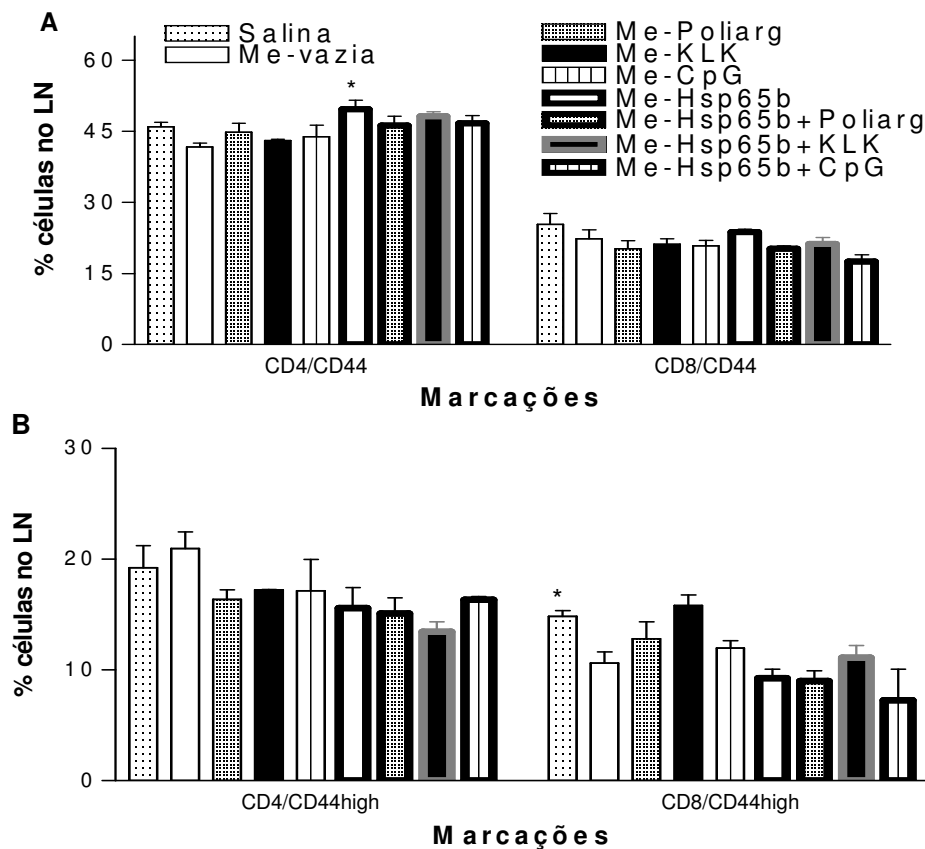 A
Salina
Me-vazia
Me-Poliarg
Me-KLK
Me-CpG
Me-Hsp65b
Me-Hsp65b+Poliarg
Me-Hsp65b+KLK
Me-Hsp65b+CpG
% células no LN
60
45
30
15
0
*
CD4/CD44
CD8/CD44
Marcações
B
% células no LN
30
20
10
0
*
CD4/CD44high
CD8/CD44high
Marcações